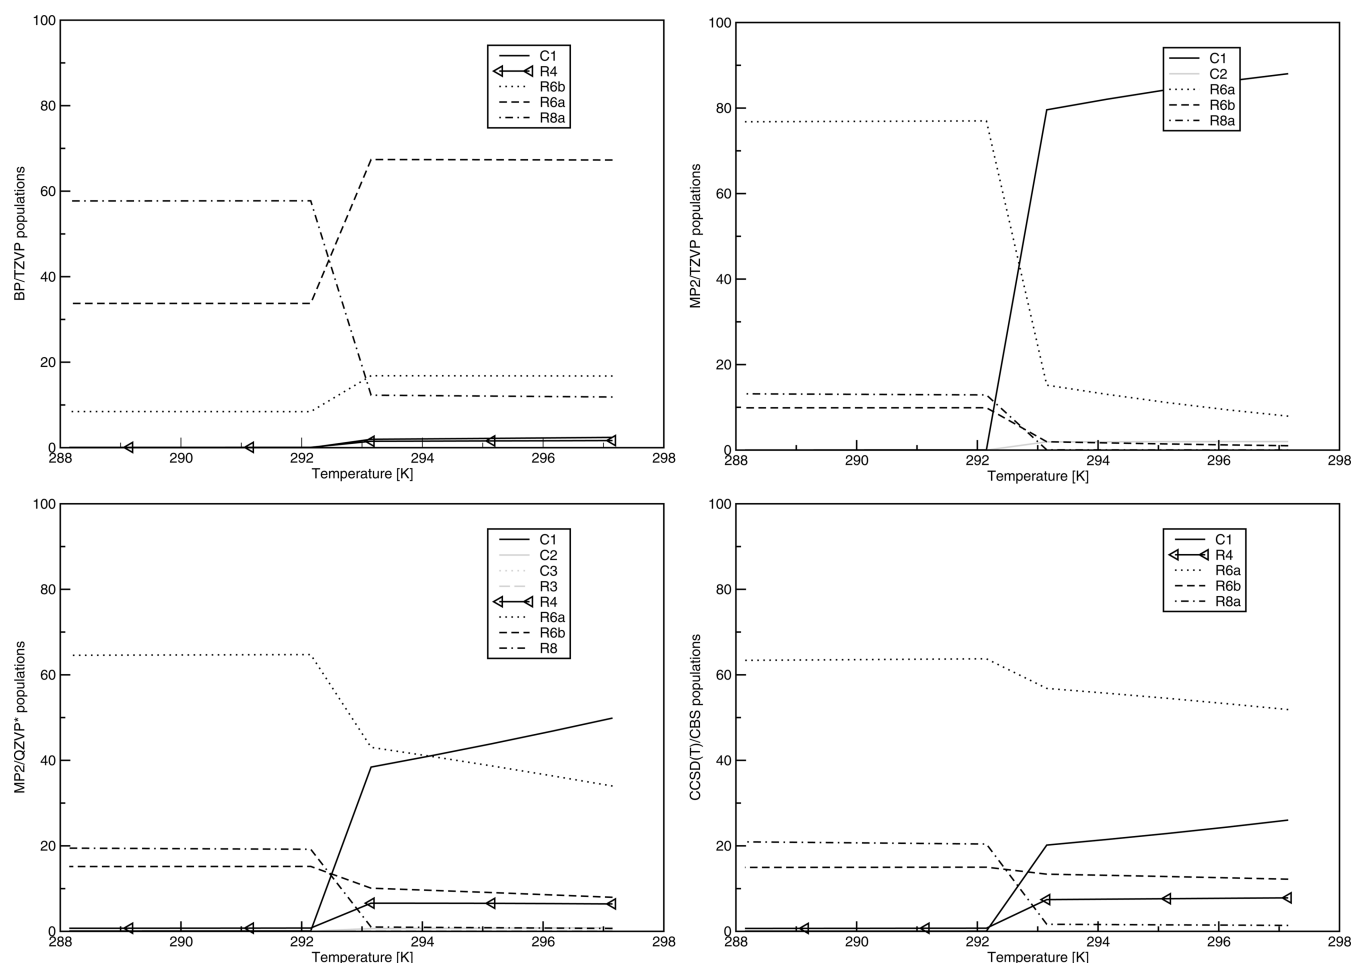 BP/TZVP populations
100
80
60
40
20
0
C1
R4
R6b
R6a
R8a
288 290 292 294 296 298
Temperature [K]
MP2/TZVP populations
100
80
60
40
20
0
C1
C2
R6a
R6b
R8a
288 290 292 294 296 298
Temperature [K]
MP2/QZVP* populations
100
80
60
40
20
0
C1
C2
C3
R3
R4
R6a
R6b
R8
288 290 292 294 296 298
Temperature [K]
CCSD(T)/CBS populations
100
80
60
40
20
0
C1
R4
R6a
R6b
R8a
288 290 292 294 296 298
Temperature [K]